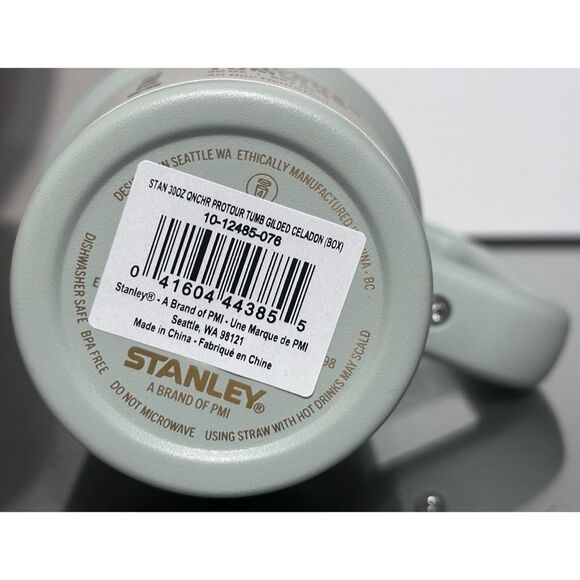 STAN 30OZ QNCHR PROTOUR TUMB GILDED CELADON (BOX)
10-12485-076
0 41604 44385 5
Stanley® - A Brand of PMI - Une Marque de PMI
Seattle, WA 98121
Made in China - Fabriqué en Chine
SEATTLE WA ETHICALLY MANUFACTURED
- BC
98
STANLEY®
A BRAND OF PMI
DISHWASHER SAFE BPA FREE DO NOT MICROWAVE USING STRAW WITH HOT DRINKS MAY SCALD